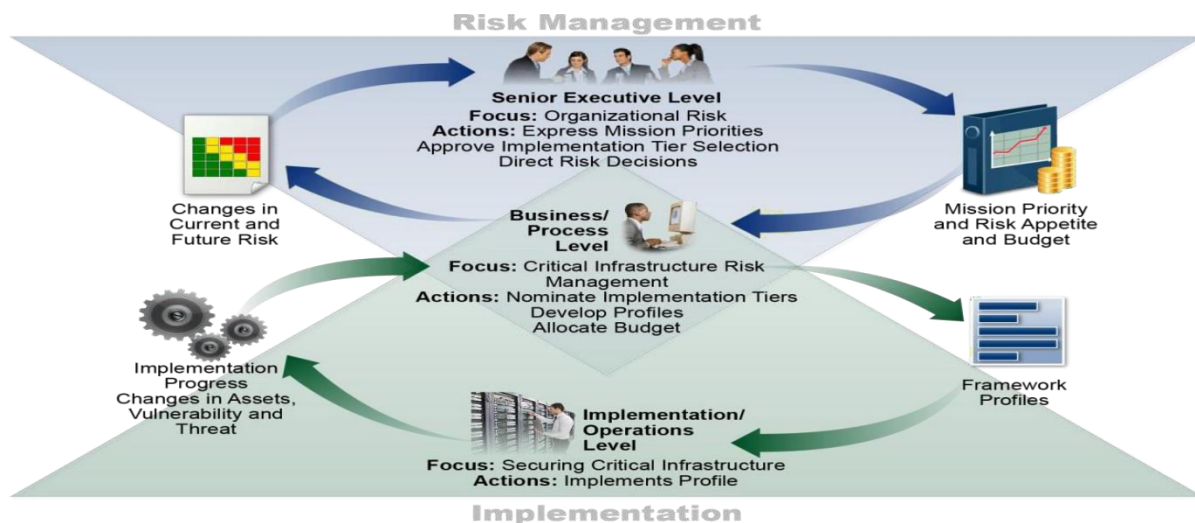 Risk Management
Senior Executive Level
Focus: Organizational Risk
Actions: Express Mission Priorities
Approve Implementation Tier Selection
Direct Risk Decisions
Changes in
Current and
Future Risk
Mission Priority
and Risk Appetite
and Budget
Business/
Process
Level
Focus: Critical Infrastructure Risk
Management
Actions: Nominate Implementation Tiers
Develop Profiles
Allocate Budget
Implementation
Progress
Changes in Assets,
Vulnerability and
Threat
Framework
Profiles
Implementation/
Operations
Level
Focus: Securing Critical Infrastructure
Actions: Implements Profile
Implementation